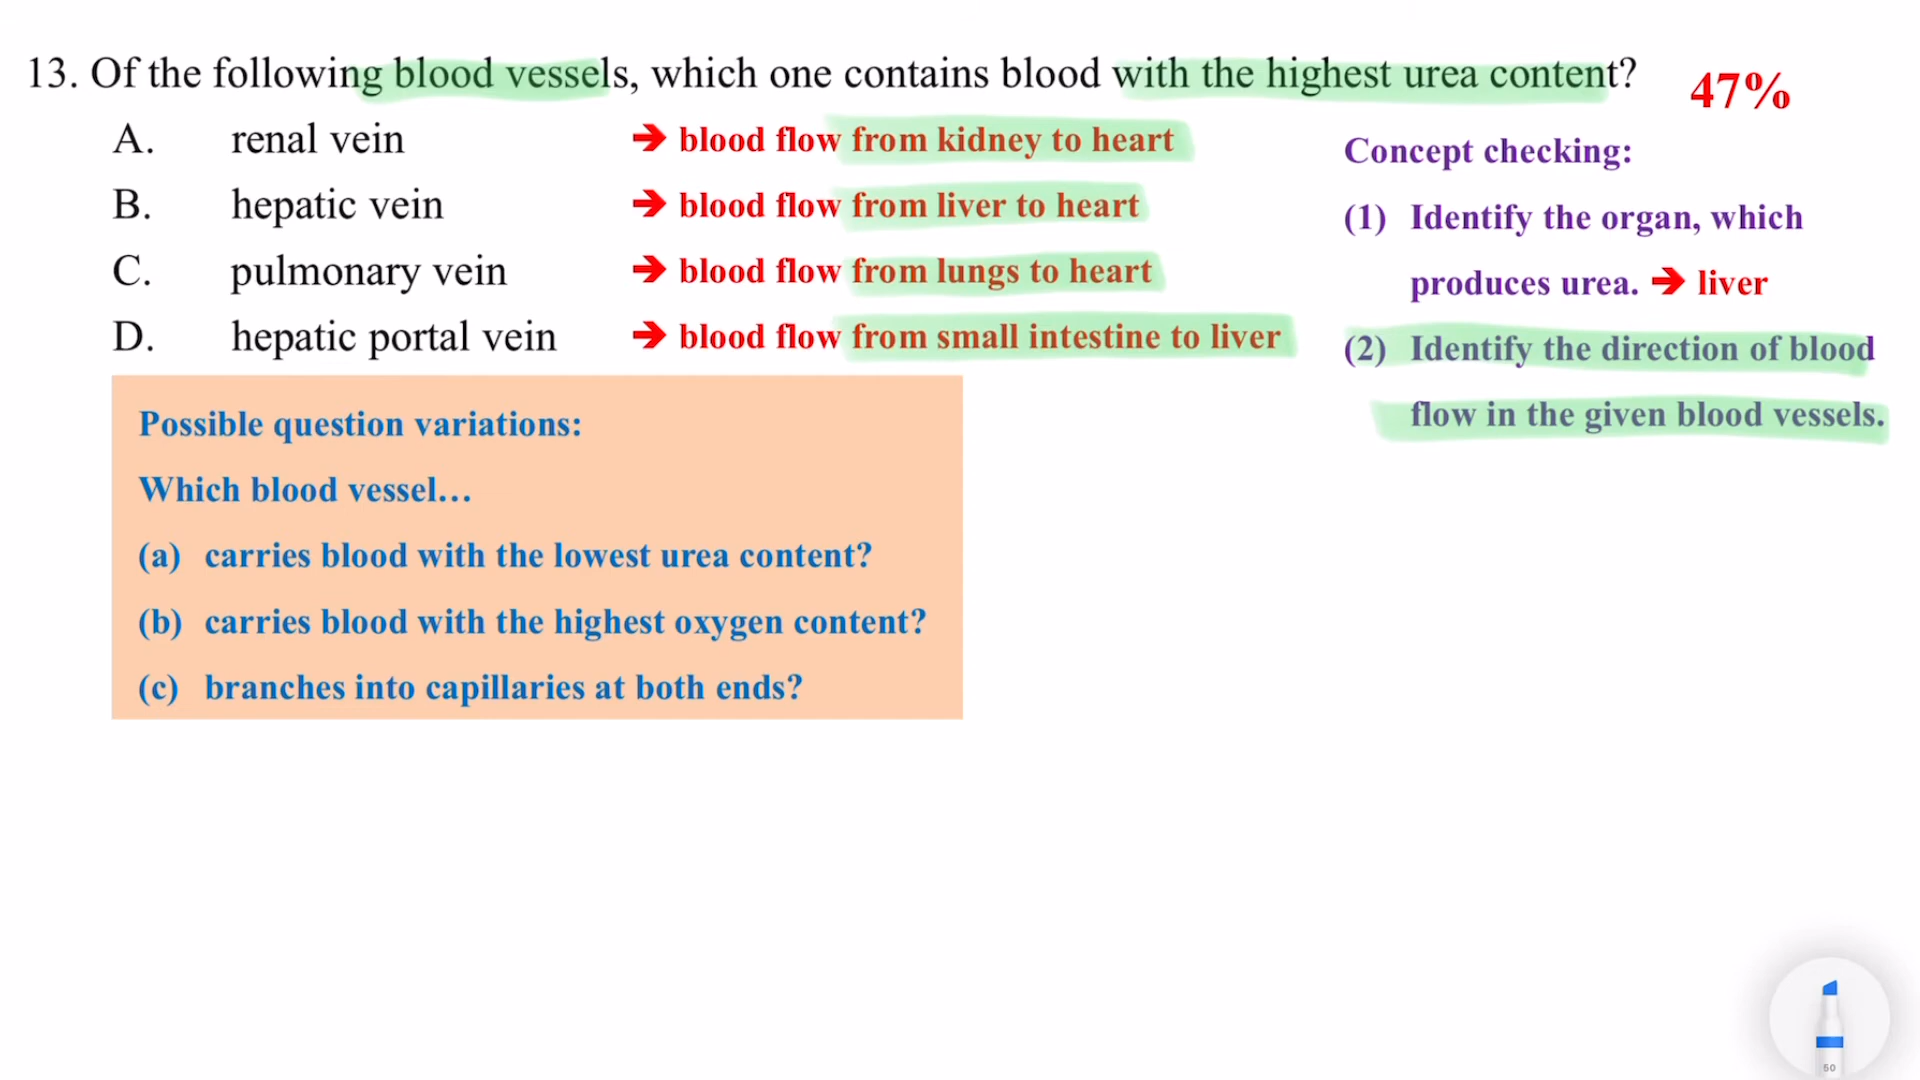 13. Of the following blood vessels, which one contains blood with the highest urea content?
47%
A. renal vein ➔ blood flow from kidney to heart
B. hepatic vein ➔ blood flow from liver to heart
C. pulmonary vein ➔ blood flow from lungs to heart
D. hepatic portal vein ➔ blood flow from small intestine to liver
Concept checking:
(1) Identify the organ, which
produces urea. ➔ liver
(2) Identify the direction of blood
flow in the given blood vessels.
Possible question variations:
Which blood vessel…
(a) carries blood with the lowest urea content?
(b) carries blood with the highest oxygen content?
(c) branches into capillaries at both ends?
50